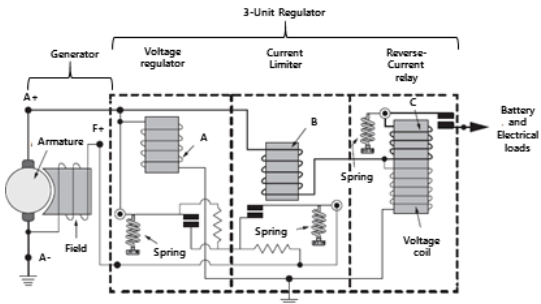 3-Unit Regulator
Generator
Voltage
regulator
Current
Limiter
Reverse-
Current
relay
A+
F+
Armature
A
B
C
Battery
and
Electrical
loads
Spring
Spring
Spring
Field
Voltage
coil
A-